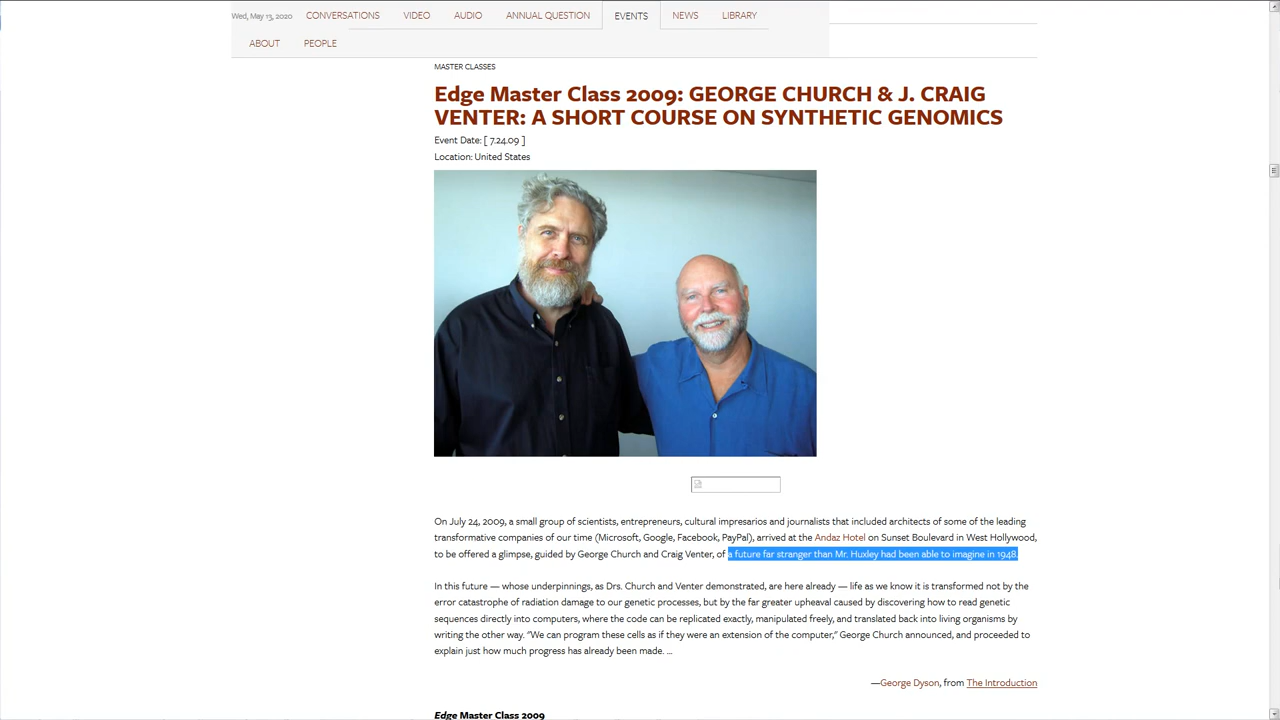 Wed, May 13, 2020 CONVERSATIONS VIDEO AUDIO ANNUAL QUESTION EVENTS NEWS LIBRARY
ABOUT PEOPLE
MASTER CLASSES
Edge Master Class 2009: GEORGE CHURCH & J. CRAIG
VENTER: A SHORT COURSE ON SYNTHETIC GENOMICS
Event Date: [ 7.24.09 ]
Location: United States
On July 24, 2009, a small group of scientists, entrepreneurs, cultural impresarios and journalists that included architects of some of the leading
transformative companies of our time (Microsoft, Google, Facebook, PayPal), arrived at the Andaz Hotel on Sunset Boulevard in West Hollywood,
to be offered a glimpse, guided by George Church and Craig Venter, of a future far stranger than Mr. Huxley had been able to imagine in 1948.
In this future — whose underpinnings, as Drs. Church and Venter demonstrated, are here already — life as we know it is transformed not by the
error catastrophe of radiation damage to our genetic processes, but by the far greater upheaval caused by discovering how to read genetic
sequences directly into computers, where the code can be replicated exactly, manipulated freely, and translated back into living organisms by
writing the other way. "We can program these cells as if they were an extension of the computer," George Church announced, and proceeded to
explain just how much progress has already been made. ...
—George Dyson, from The Introduction
Edge Master Class 2009